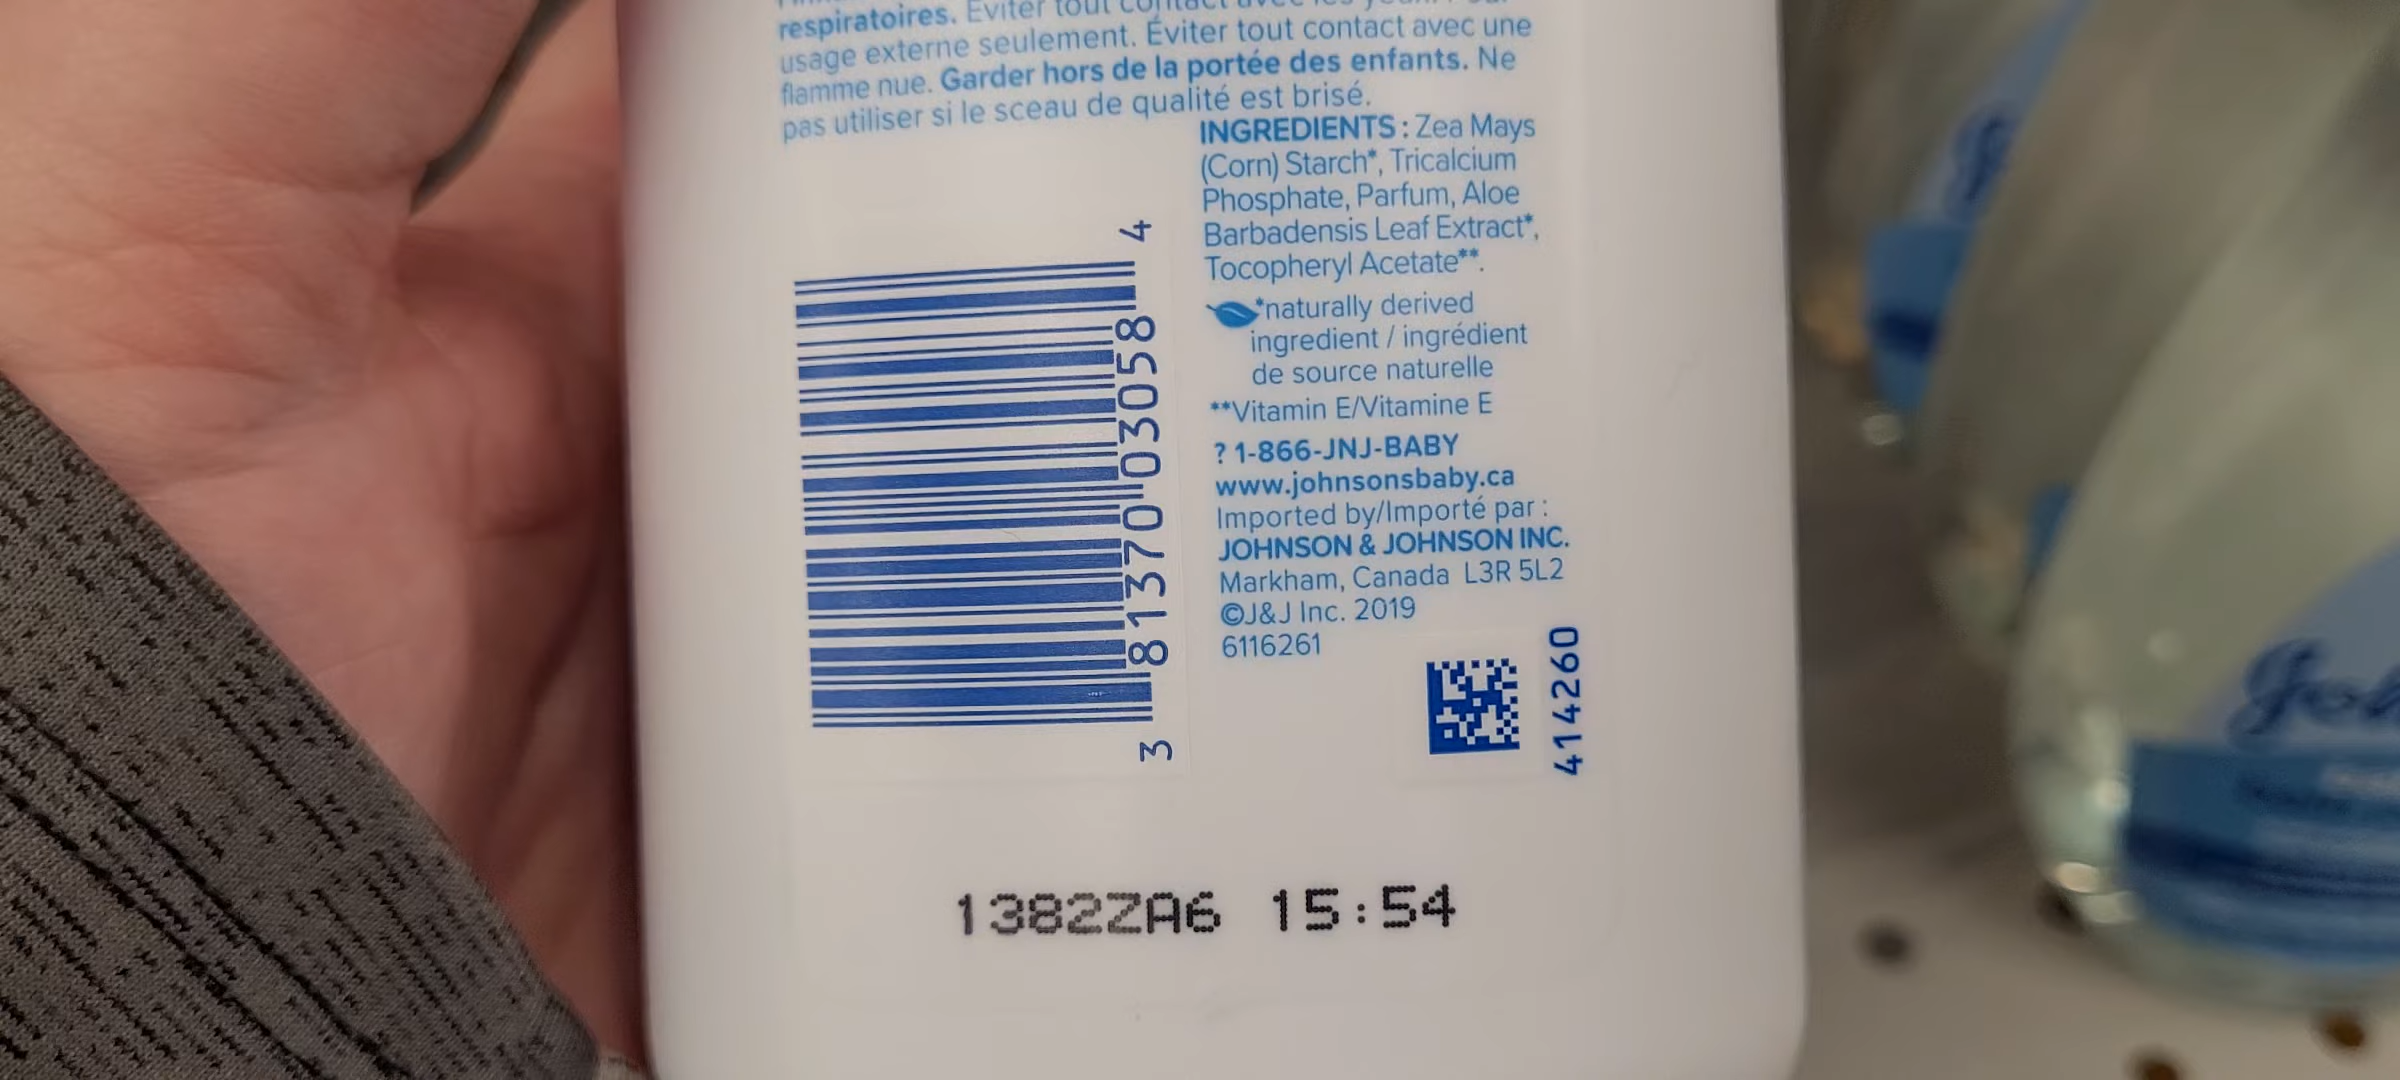 respiratoires. Éviter tout contact avec les yeux.
usage externe seulement. Éviter tout contact avec une
flamme nue. Garder hors de la portée des enfants. Ne
pas utiliser si le sceau de qualité est brisé.
INGREDIENTS : Zea Mays
(Corn) Starch*, Tricalcium
Phosphate, Parfum, Aloe
Barbadensis Leaf Extract*,
Tocopheryl Acetate**.
*naturally derived
ingredient / ingrédient
de source naturelle
**Vitamin E/Vitamine E
? 1-866-JNJ-BABY
www.johnsonsbaby.ca
Imported by/Importé par :
JOHNSON & JOHNSON INC.
Markham, Canada L3R 5L2
©J&J Inc. 2019
6116261
3 81370 03058 4
414260
1382ZA6 15:54